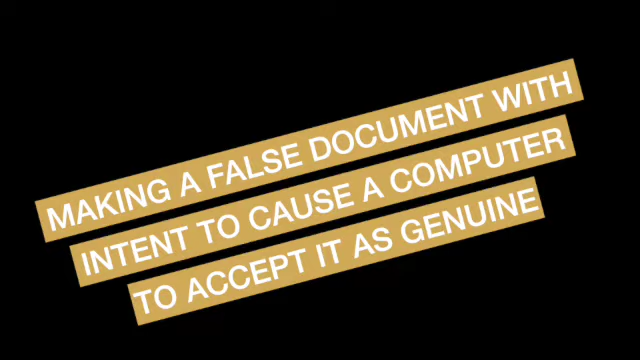 MAKING A FALSE DOCUMENT WITH
INTENT TO CAUSE A COMPUTER
TO ACCEPT IT AS GENUINE